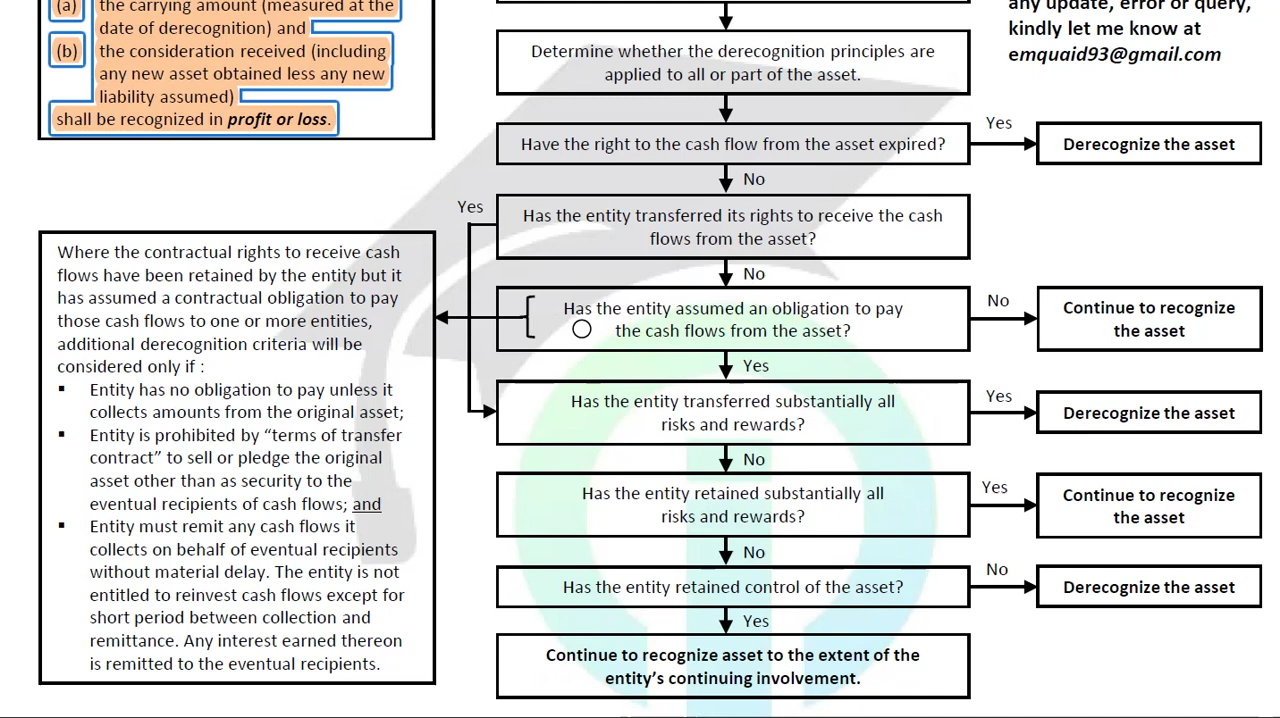 (a) the carrying amount (measured at the
date of derecognition) and
(b) the consideration received (including
any new asset obtained less any new
liability assumed)
shall be recognized in profit or loss.
any update, error or query,
kindly let me know at
emquaid93@gmail.com
Determine whether the derecognition principles are
applied to all or part of the asset.
Have the right to the cash flow from the asset expired?
Yes
Derecognize the asset
No
Has the entity transferred its rights to receive the cash
flows from the asset?
Yes
No
Has the entity assumed an obligation to pay
the cash flows from the asset?
No
Continue to recognize
the asset
Yes
Has the entity transferred substantially all
risks and rewards?
Yes
Derecognize the asset
No
Has the entity retained substantially all
risks and rewards?
Yes
Continue to recognize
the asset
No
Has the entity retained control of the asset?
No
Derecognize the asset
Yes
Continue to recognize asset to the extent of the
entity’s continuing involvement.
Where the contractual rights to receive cash
flows have been retained by the entity but it
has assumed a contractual obligation to pay
those cash flows to one or more entities,
additional derecognition criteria will be
considered only if :
▪ Entity has no obligation to pay unless it
collects amounts from the original asset;
▪ Entity is prohibited by “terms of transfer
contract” to sell or pledge the original
asset other than as security to the
eventual recipients of cash flows; and
▪ Entity must remit any cash flows it
collects on behalf of eventual recipients
without material delay. The entity is not
entitled to reinvest cash flows except for
short period between collection and
remittance. Any interest earned thereon
is remitted to the eventual recipients.